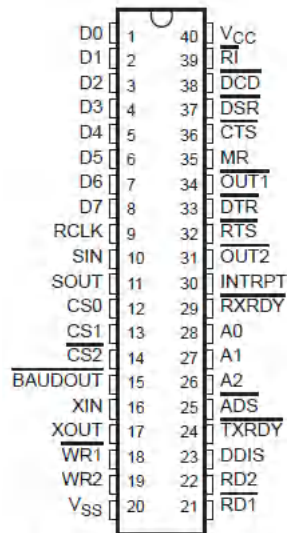 D0 1 40 VCC
D1 2 39 RI
D2 3 38 DCD
D3 4 37 DSR
D4 5 36 CTS
D5 6 35 MR
D6 7 34 OUT1
D7 8 33 DTR
RCLK 9 32 RTS
SIN 10 31 OUT2
SOUT 11 30 INTRPT
CS0 12 29 RXRDY
CS1 13 28 A0
CS2 14 27 A1
BAUDOUT 15 26 A2
XIN 16 25 ADS
XOUT 17 24 TXRDY
WR1 18 23 DDIS
WR2 19 22 RD2
VSS 20 21 RD1